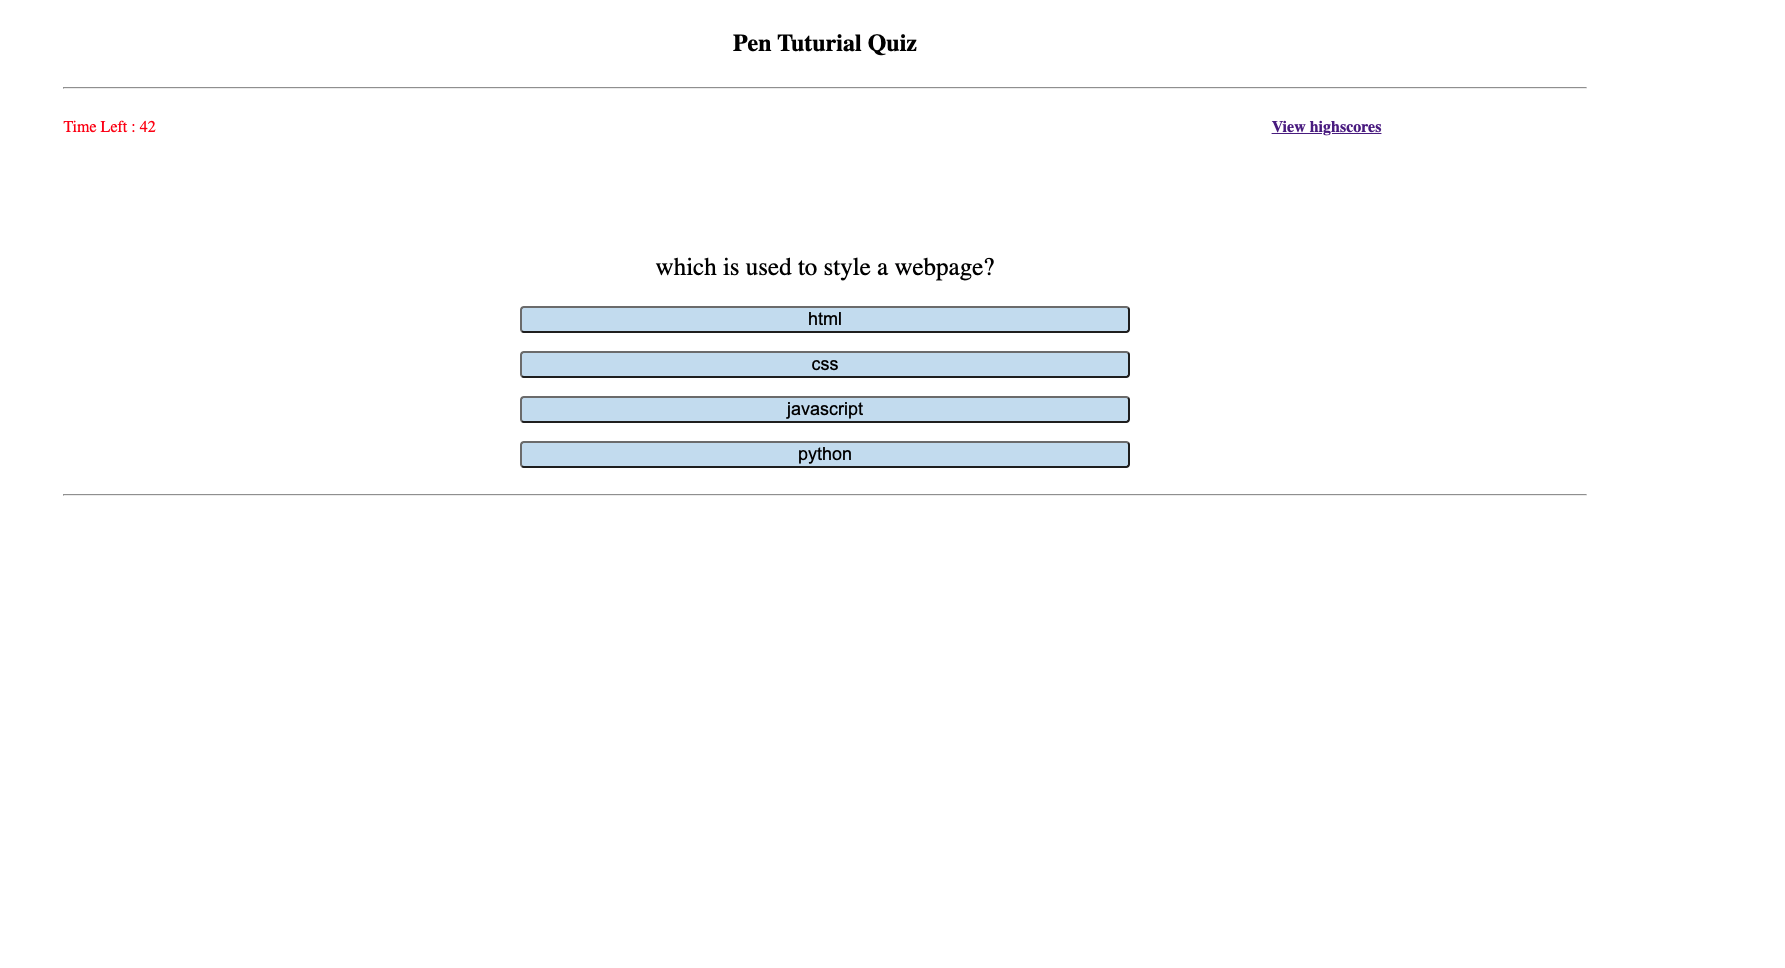 Pen Tuturial Quiz
Time Left : 42
View highscores
which is used to style a webpage?
html
css
javascript
python